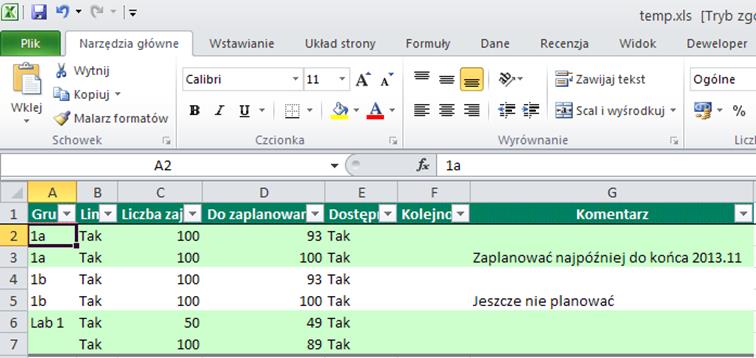 temp.xls [Tryb zgo
Plik Narzędzia główne Wstawianie Układ strony Formuły Dane Recenzja Widok Deweloper
Wklej Wytnij
Kopiuj
Malarz formatów
Schowek
Calibri 11
B I U A A A
Czcionka
Zawijaj tekst
Scal i wyśrodkuj
Wyrównanie
Ogólne
%
Licz
A2 fx 1a
A B C D E F G
1 Gru Lim Liczba zaj Do zaplanowan Dostępn Kolejno Komentarz
2 1a Tak 100 93 Tak
3 1a Tak 100 100 Tak Zaplanować najpóźniej do końca 2013.11
4 1b Tak 100 93 Tak
5 1b Tak 100 100 Tak Jeszcze nie planować
6 Lab 1 Tak 50 49 Tak
7 Tak 100 89 Tak